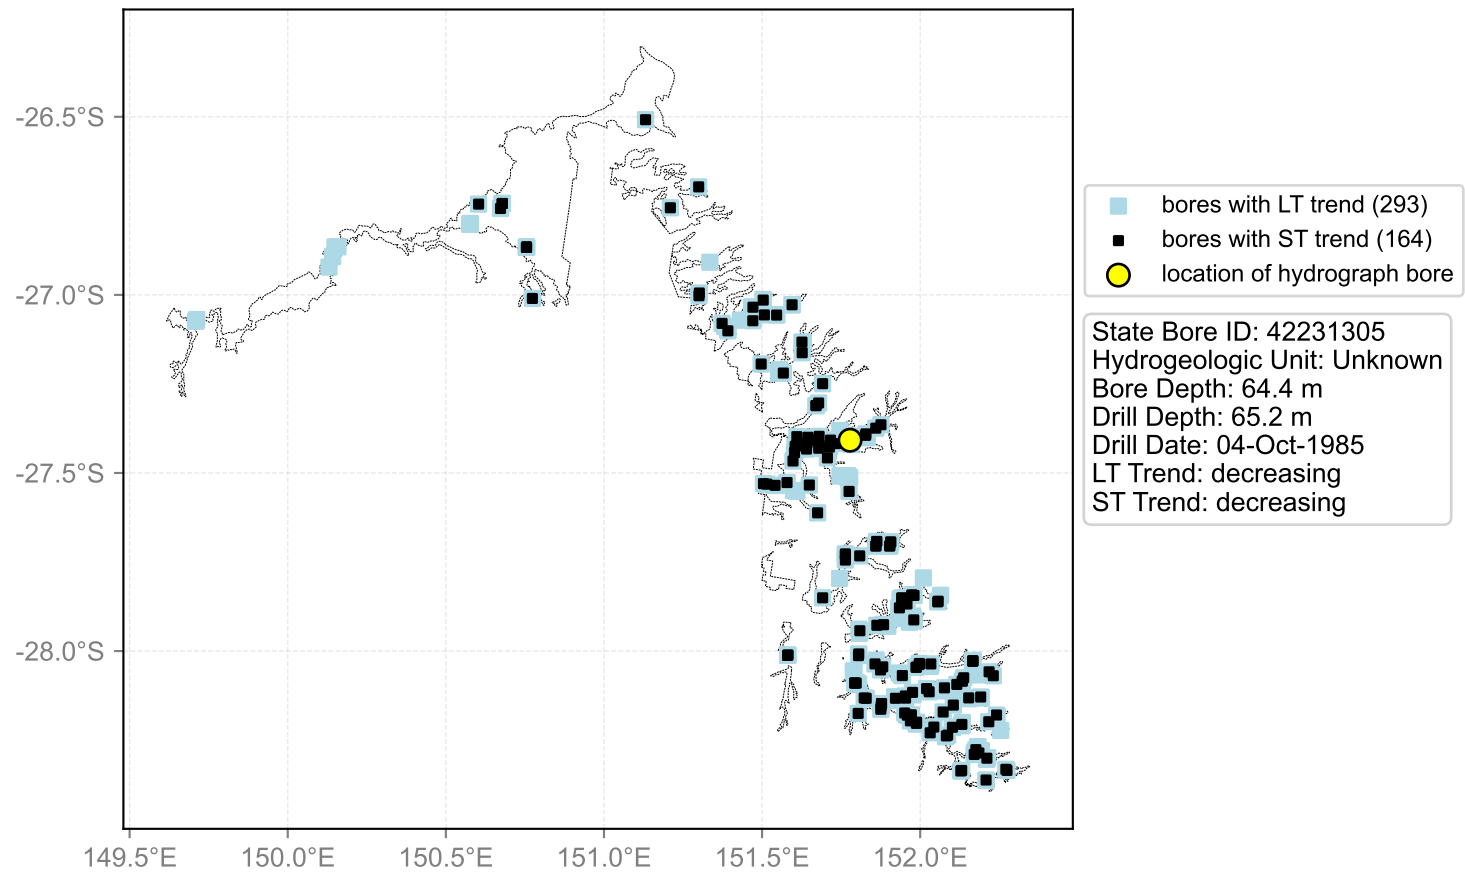 -26.5°S
-27.0°S
-27.5°S
-28.0°S
149.5°E
150.0°E
150.5°E
151.0°E
151.5°E
152.0°E
bores with LT trend (293)
bores with ST trend (164)
location of hydrograph bore
State Bore ID: 42231305
Hydrogeologic Unit: Unknown
Bore Depth: 64.4 m
Drill Depth: 65.2 m
Drill Date: 04-Oct-1985
LT Trend: decreasing
ST Trend: decreasing